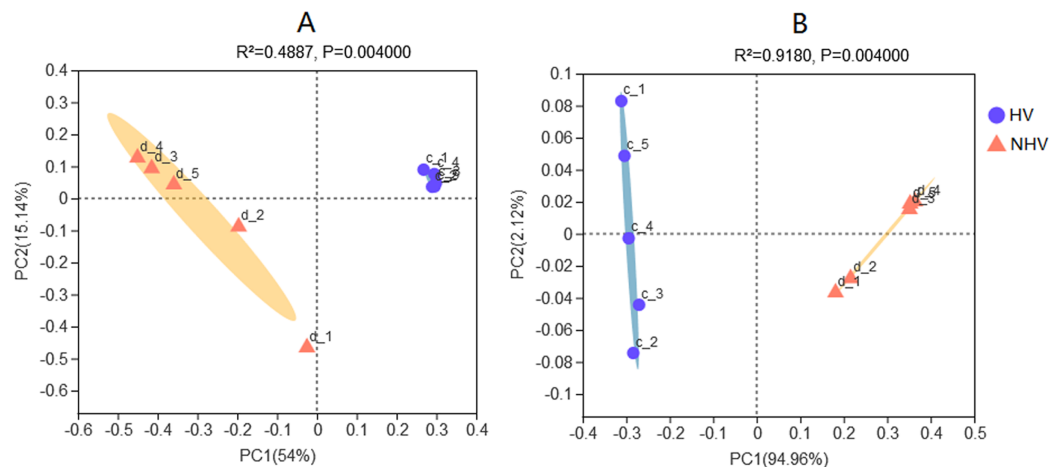 A
R²=0.4887, P=0.004000
PC2(15.14%)
0.4
0.3
0.2
0.1
0
-0.1
-0.2
-0.3
-0.4
-0.5
-0.6
d_4
d_3
d_5
d_2
d_1
c_1
-0.6
-0.5
-0.4
-0.3
-0.2
-0.1
0
0.1
0.2
0.3
0.4
PC1(54%)
B
R²=0.9180, P=0.004000
PC2(2.12%)
0.1
0.08
0.06
0.04
0.02
0
-0.02
-0.04
-0.06
-0.08
-0.1
c_1
c_5
c_4
c_3
c_2
d_4
d_3
d_2
d_1
-0.4
-0.3
-0.2
-0.1
0
0.1
0.2
0.3
0.4
0.5
PC1(94.96%)
HV
NHV